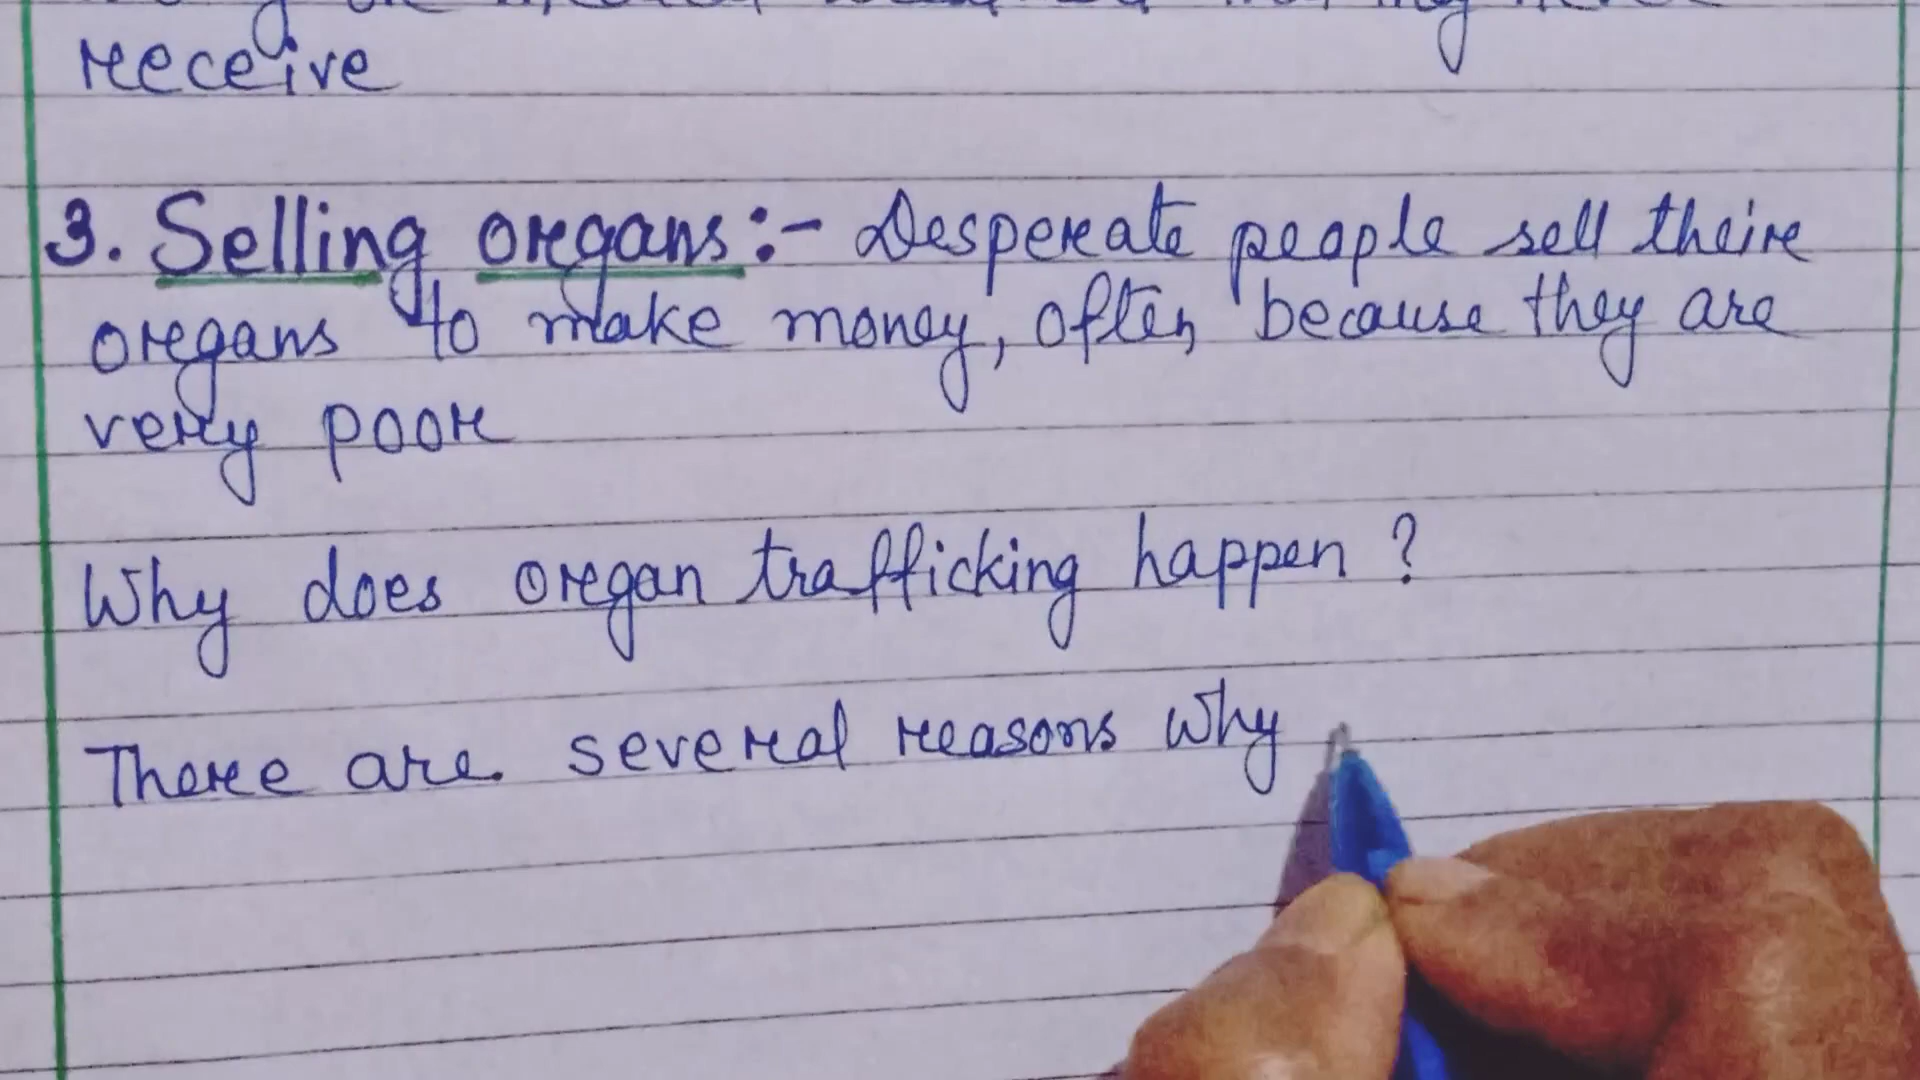 receive
3. Selling organs:- Desperate people sell their
organs to make money, often because they are
very poor
Why does organ trafficking happen ?
There are several reasons why